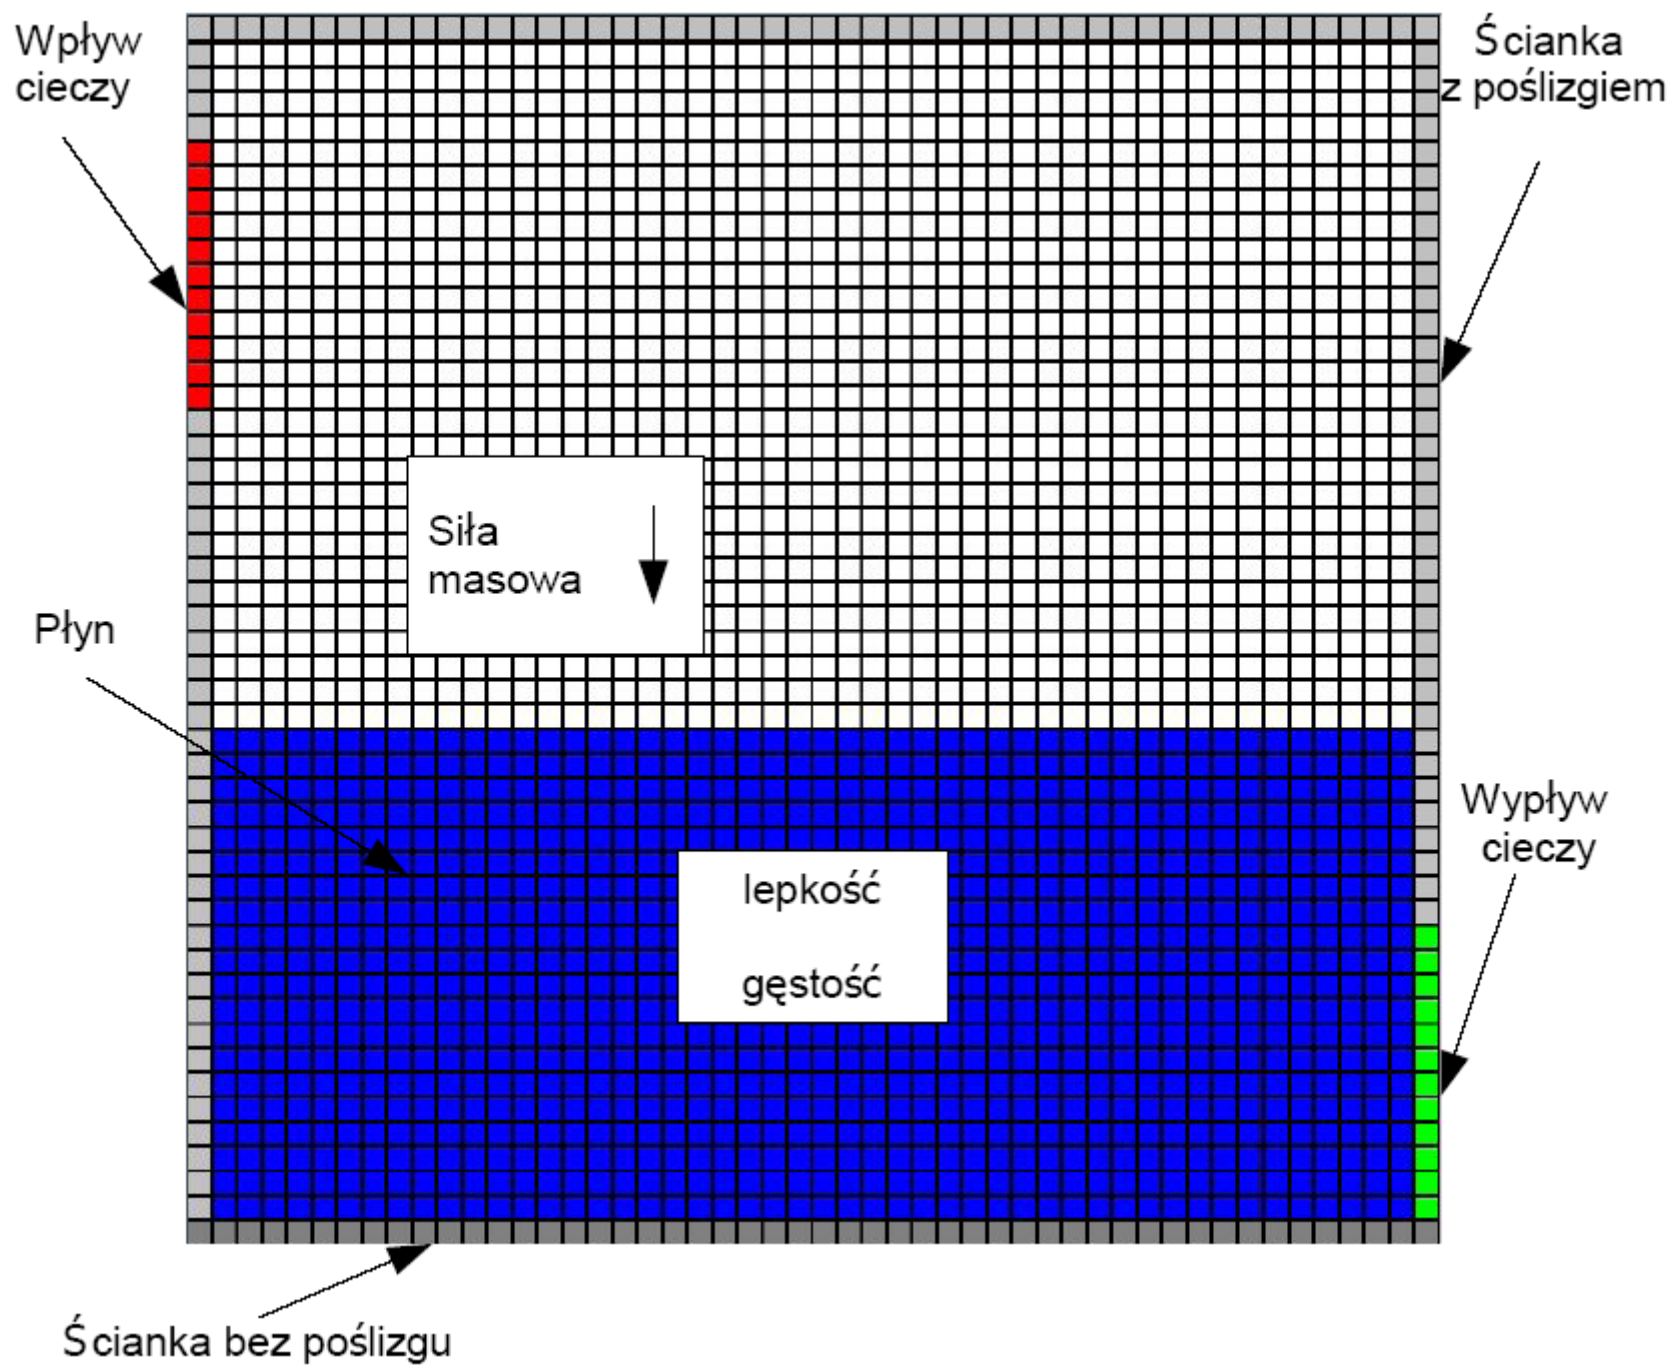 Wpływ
cieczy
Ścianka
z poślizgiem
Siła
masowa
Płyn
Wypływ
cieczy
lepkość
gęstość
Ścianka bez poślizgu